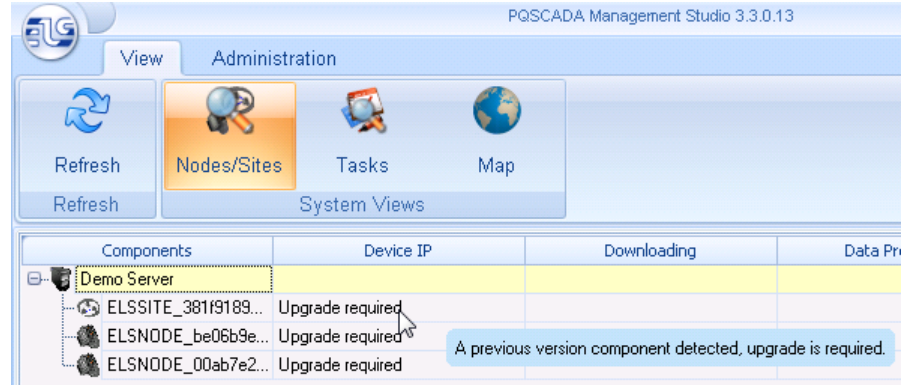 PQSCADA Management Studio 3.3.0.13
ELS
View Administration
Refresh Nodes/Sites Tasks Map
Refresh System Views
Components Device IP Downloading Data Pr
Demo Server
ELSSITE_381f9189... Upgrade required
ELSNODE_be06b9e... Upgrade required
A previous version component detected, upgrade is required.
ELSNODE_00ab7e2... Upgrade required